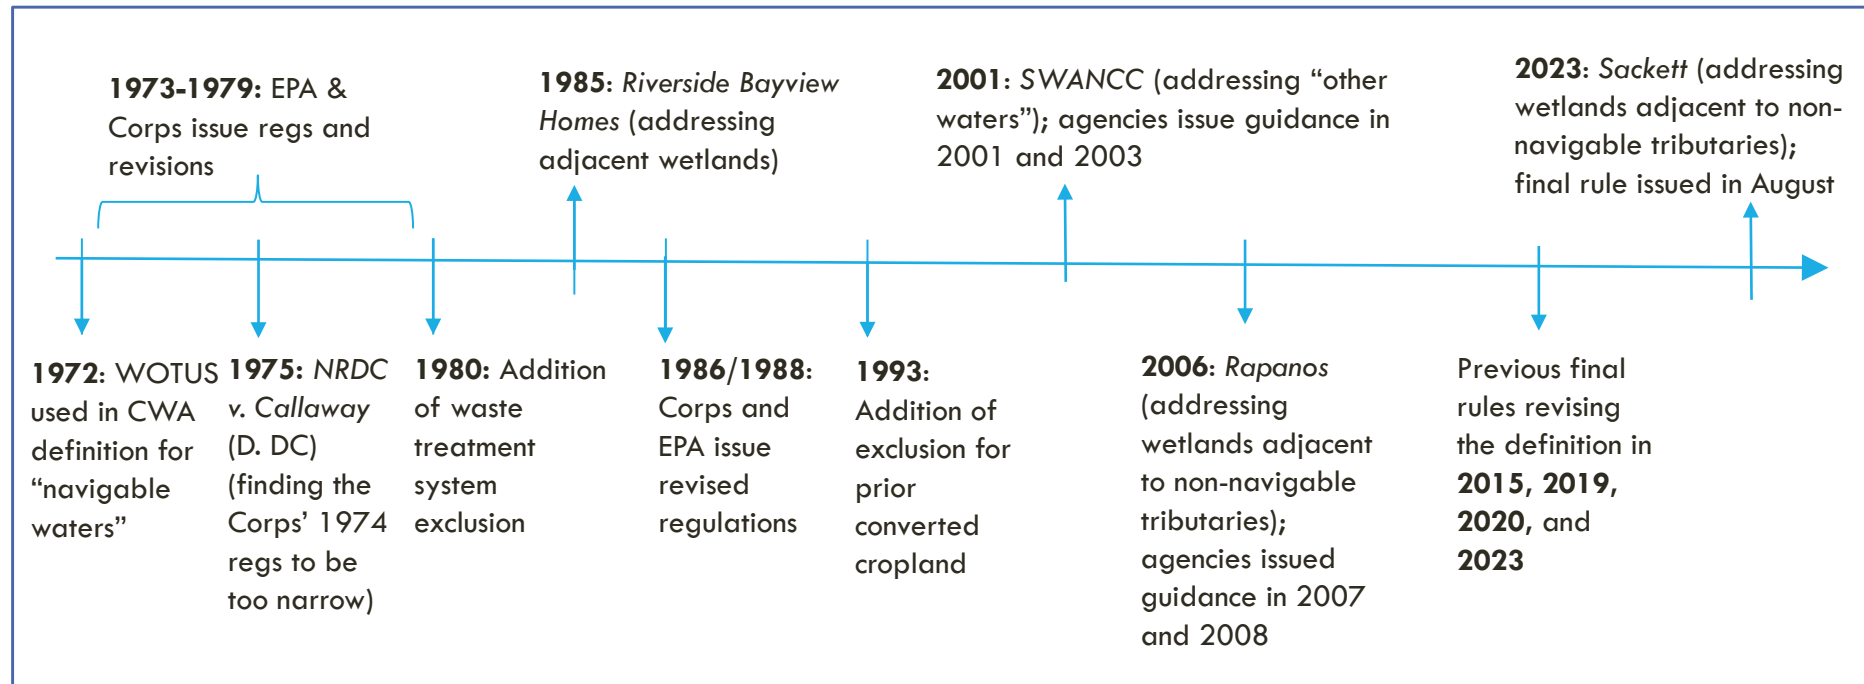 1973-1979: EPA &
Corps issue regs and
revisions
1985: Riverside Bayview
Homes (addressing
adjacent wetlands)
2001: SWANCC (addressing “other
waters”); agencies issue guidance in
2001 and 2003
2023: Sackett (addressing
wetlands adjacent to non-
navigable tributaries);
final rule issued in August
1972: WOTUS
used in CWA
definition for
“navigable
waters”
1975: NRDC
v. Callaway
(D. DC)
(finding the
Corps’ 1974
regs to be
too narrow)
1980: Addition
of waste
treatment
system
exclusion
1986/1988:
Corps and
EPA issue
revised
regulations
1993:
Addition of
exclusion for
prior
converted
cropland
2006: Rapanos
(addressing
wetlands adjacent
to non-navigable
tributaries);
agencies issued
guidance in 2007
and 2008
Previous final
rules revising
the definition in
2015, 2019,
2020, and
2023